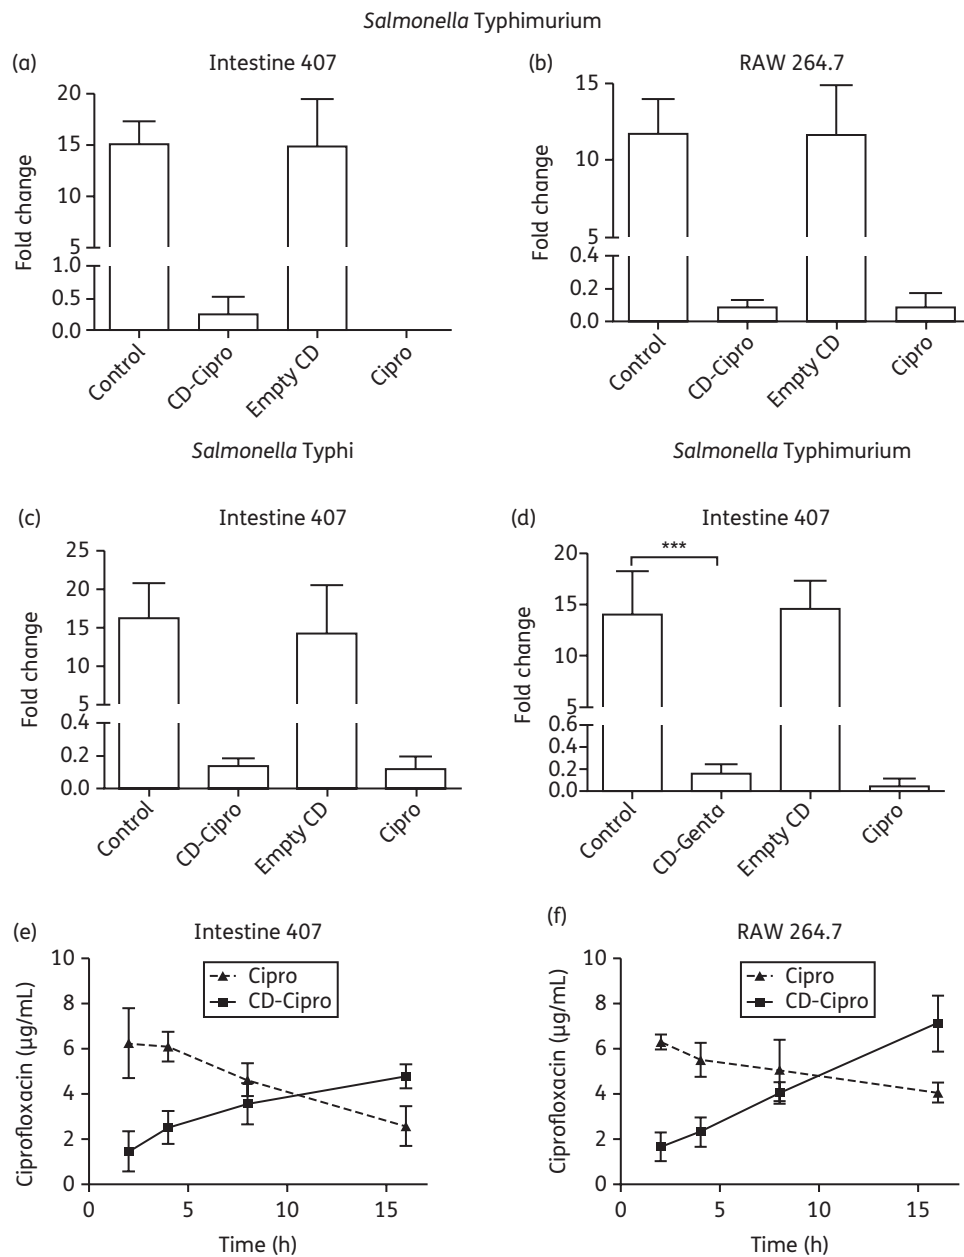 Salmonella Typhimurium
(a)
Intestine 407
Fold change
20
15
10
5
1.0
0.5
0.0
Control
CD-Cipro
Empty CD
Cipro
(b)
RAW 264.7
Fold change
15
10
5
0.4
0.2
0.0
Control
CD-Cipro
Empty CD
Cipro
Salmonella Typhi
(c)
Intestine 407
Fold change
25
20
15
10
5
0.4
0.2
0.0
Control
CD-Cipro
Empty CD
Cipro
Salmonella Typhimurium
(d)
Intestine 407
***
Fold change
20
15
10
5
0.6
0.4
0.2
0.0
Control
CD-Genta
Empty CD
Cipro
(e)
Intestine 407
Cipro
CD-Cipro
Ciprofloxacin (µg/mL)
10
8
6
4
2
0
0 5 10 15
Time (h)
(f)
RAW 264.7
Cipro
CD-Cipro
Ciprofloxacin (µg/mL)
10
8
6
4
2
0
0 5 10 15
Time (h)